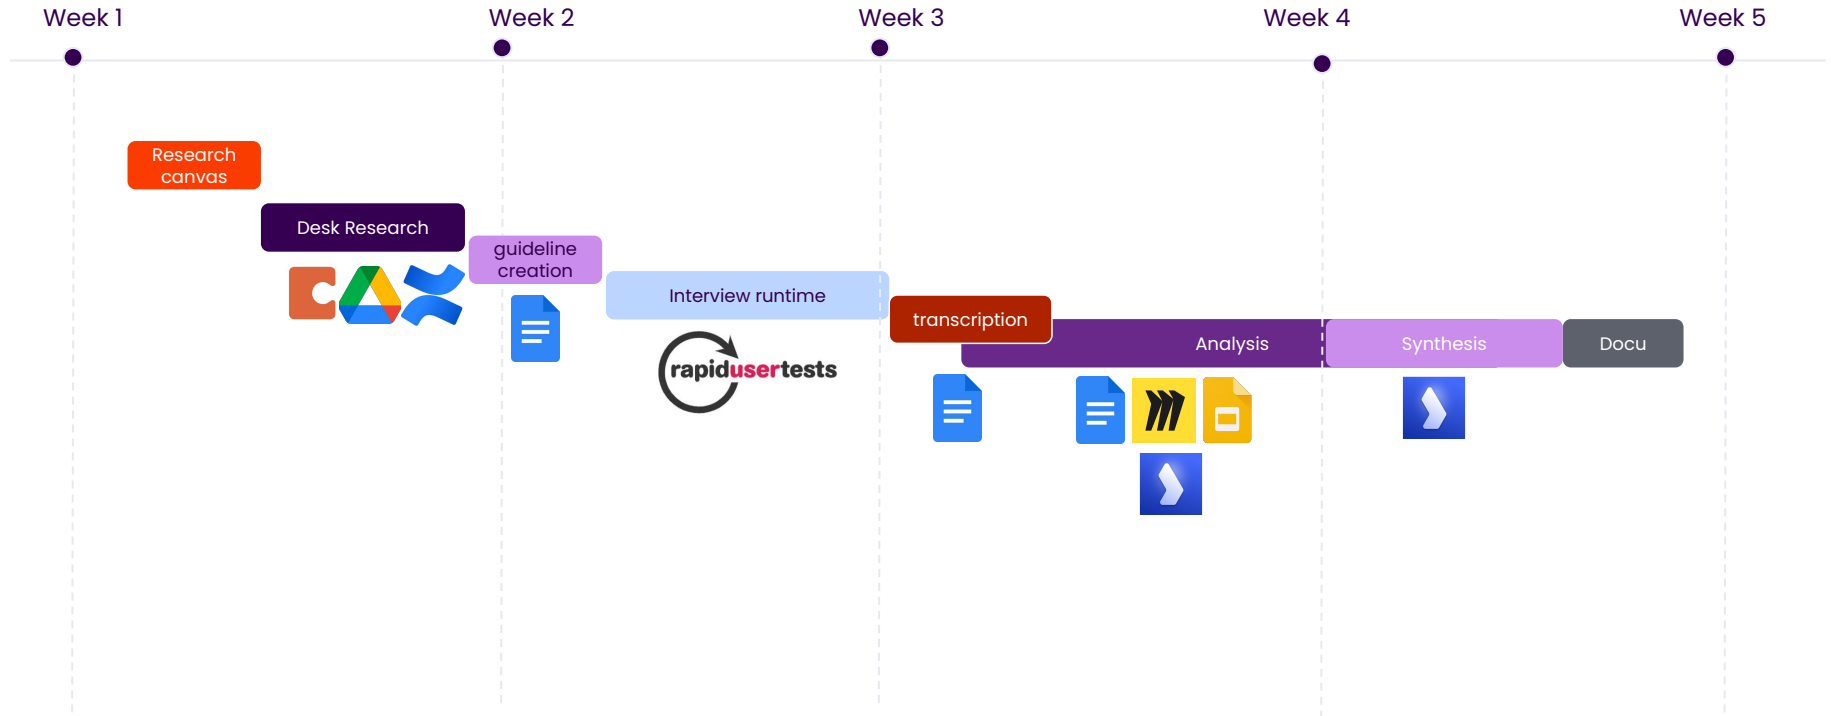 Week 1
Week 2
Week 3
Week 4
Week 5
Research
canvas
Desk Research
guideline
creation
Interview runtime
transcription
Analysis
Synthesis
Docu
rapidusertests